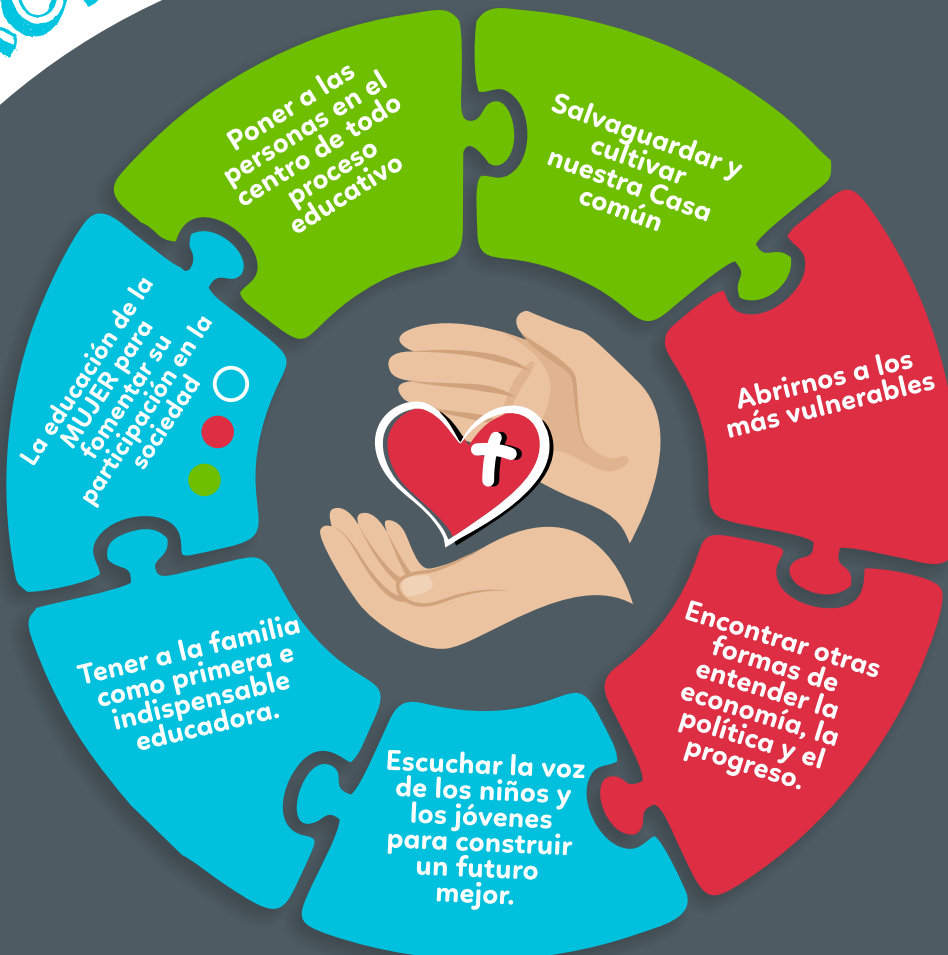 Poner a las
personas en el
centro de todo
proceso
educativo
Salvaguardar y
cultivar
nuestra Casa
común
Abrirnos a los
más vulnerables
Encontrar otras
formas de
entender la
economía, la
política y el
progreso.
Escuchar la voz
de los niños y
los jóvenes
para construir
un futuro
mejor.
Tener a la familia
como primera e
indispensable
educadora.
La educación de la
MUJER para
fomentar su
participación en la
sociedad